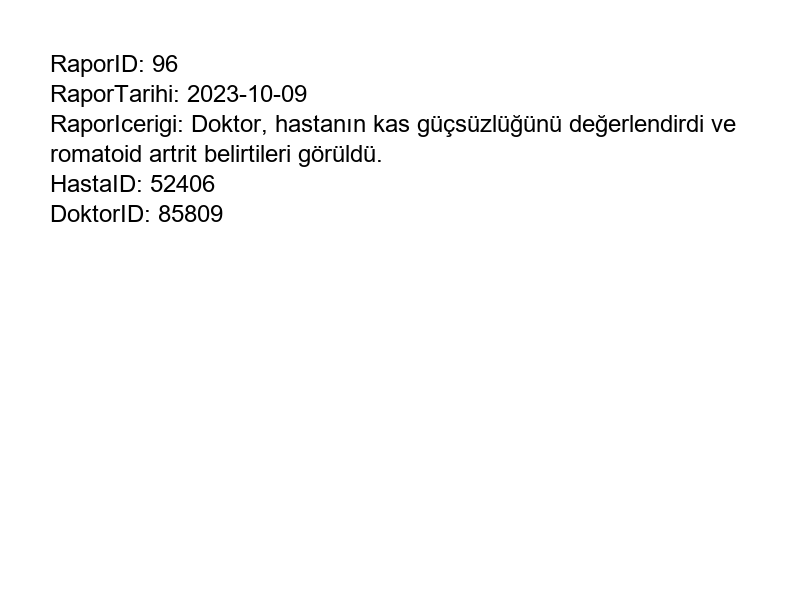 RaporID: 96
RaporTarihi: 2023-10-09
RaporIcerigi: Doktor, hastanın kas güçsüzlüğünü değerlendirdi ve
romatoid artrit belirtileri görüldü.
HastaID: 52406
DoktorID: 85809